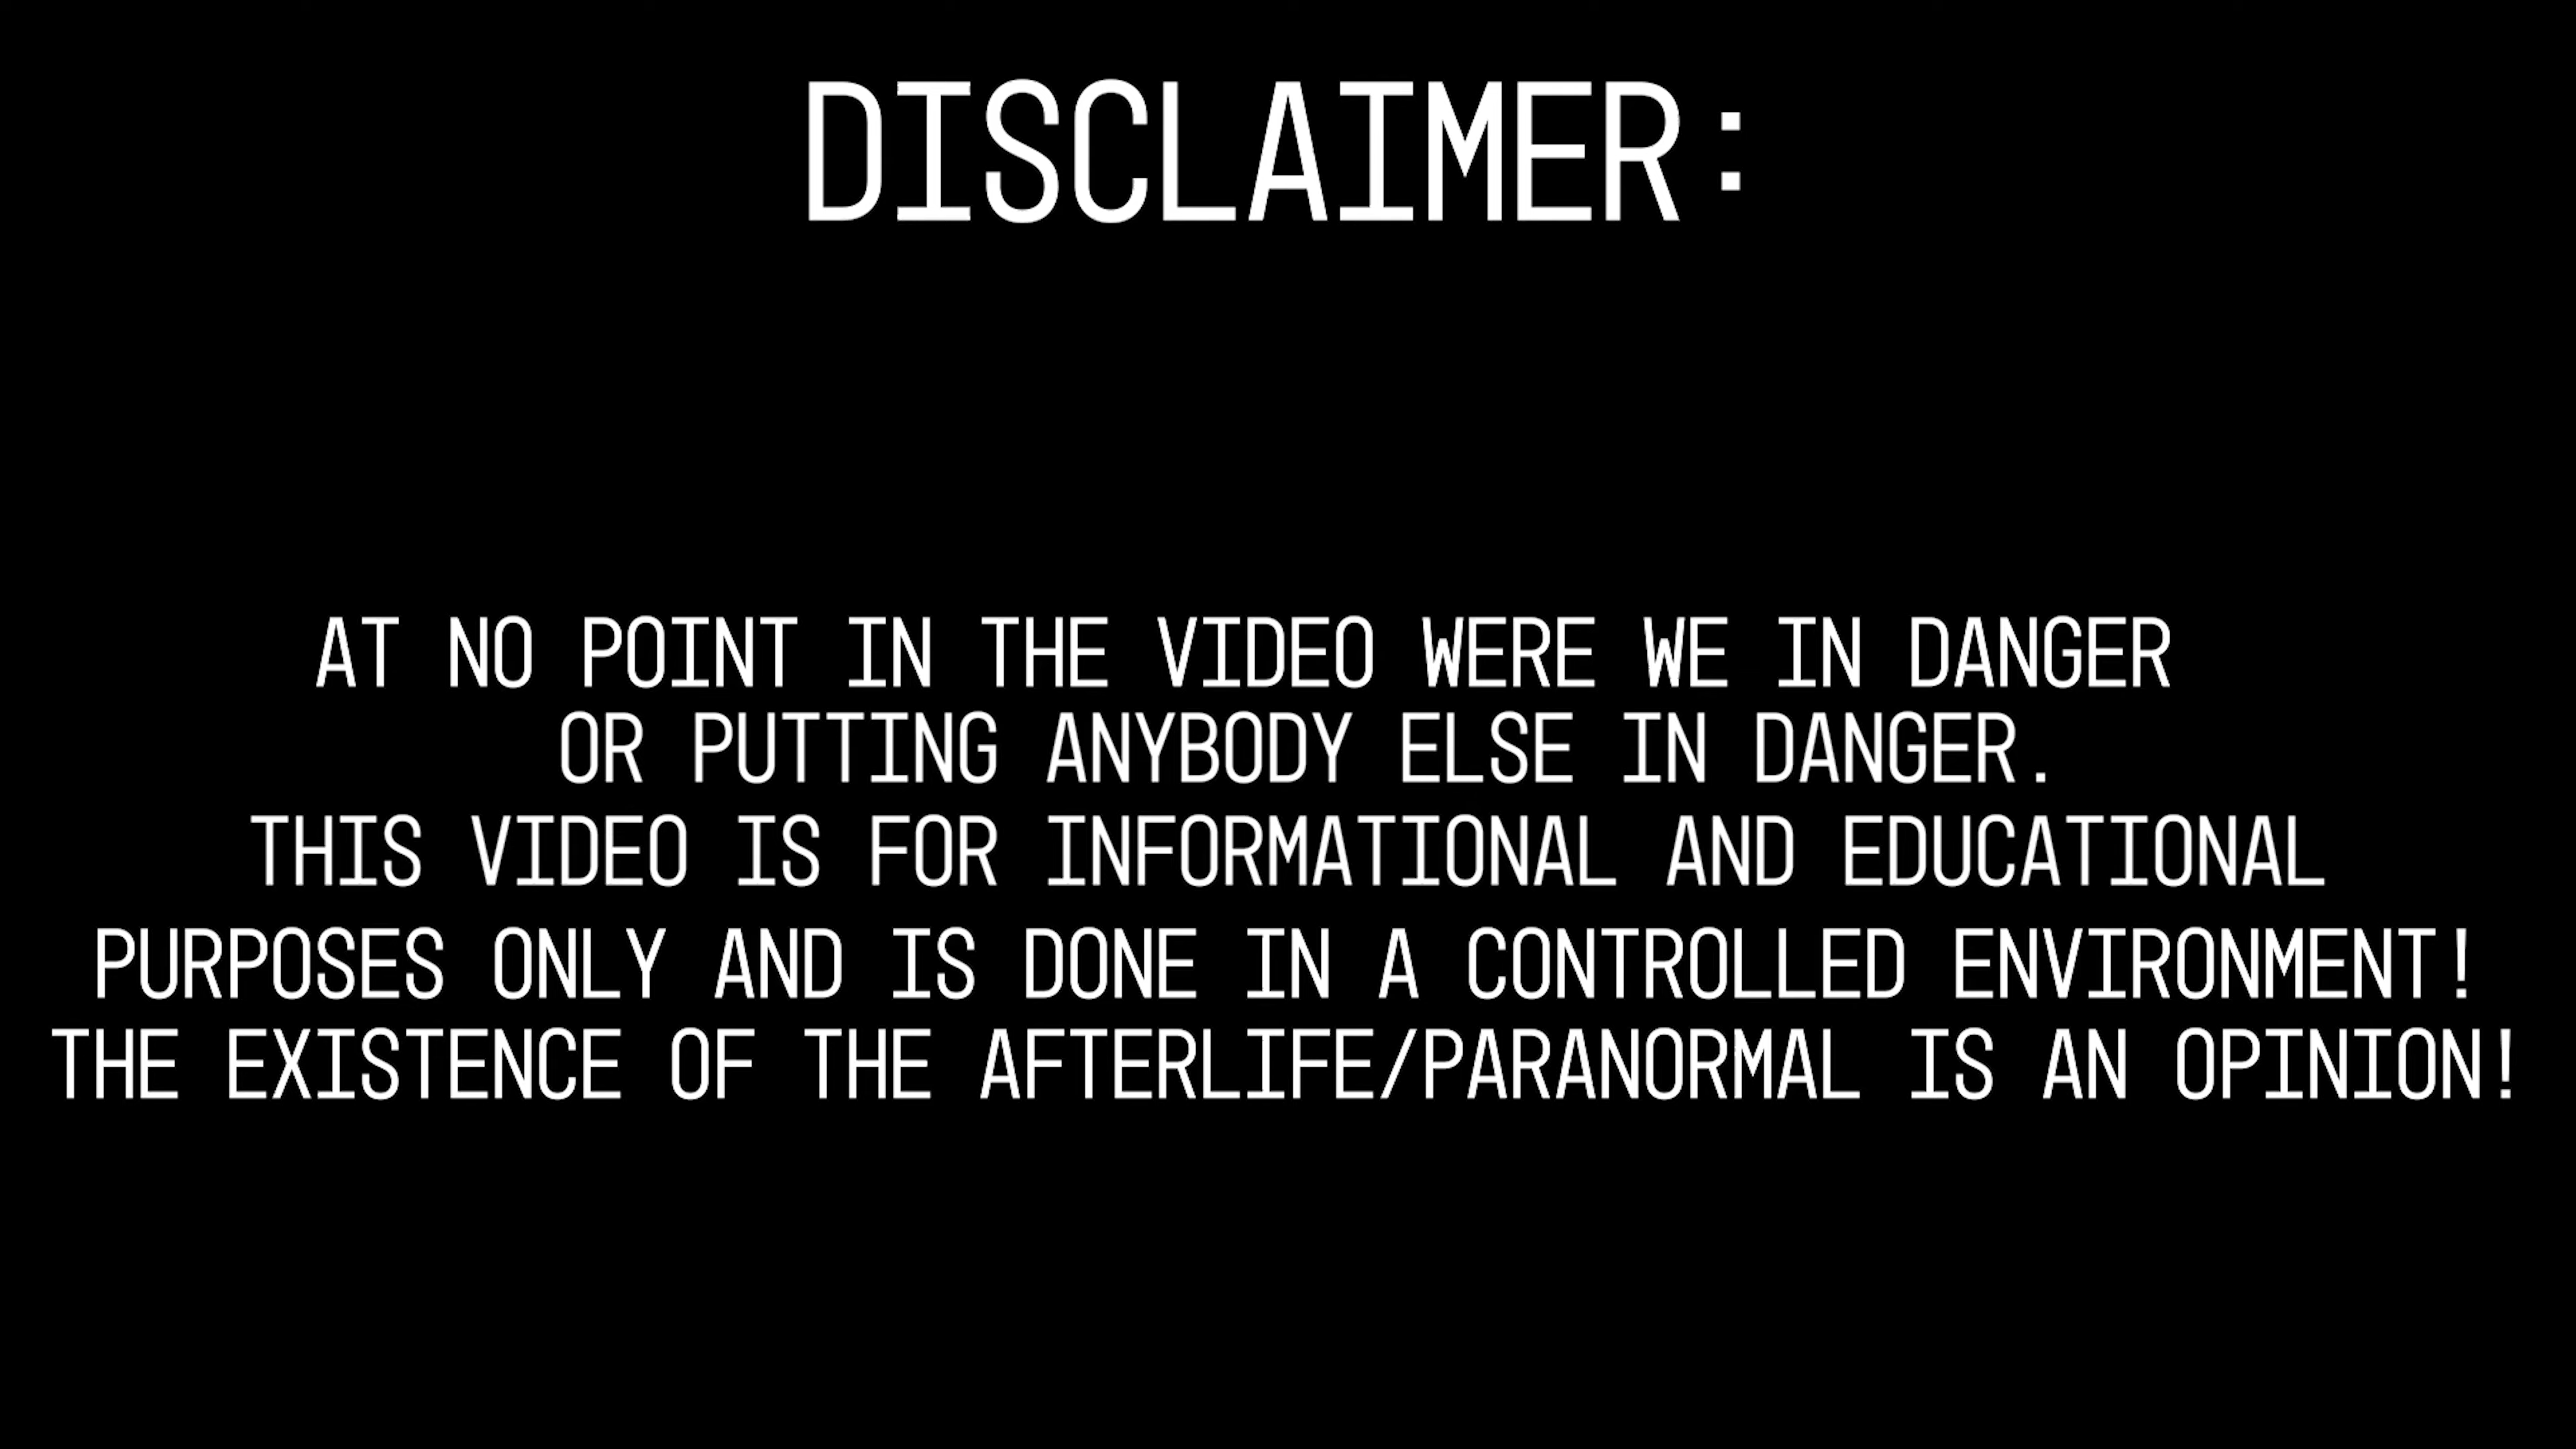 DISCLAIMER:
AT NO POINT IN THE VIDEO WERE WE IN DANGER
OR PUTTING ANYBODY ELSE IN DANGER.
THIS VIDEO IS FOR INFORMATIONAL AND EDUCATIONAL
PURPOSES ONLY AND IS DONE IN A CONTROLLED ENVIRONMENT!
THE EXISTENCE OF THE AFTERLIFE/PARANORMAL IS AN OPINION!